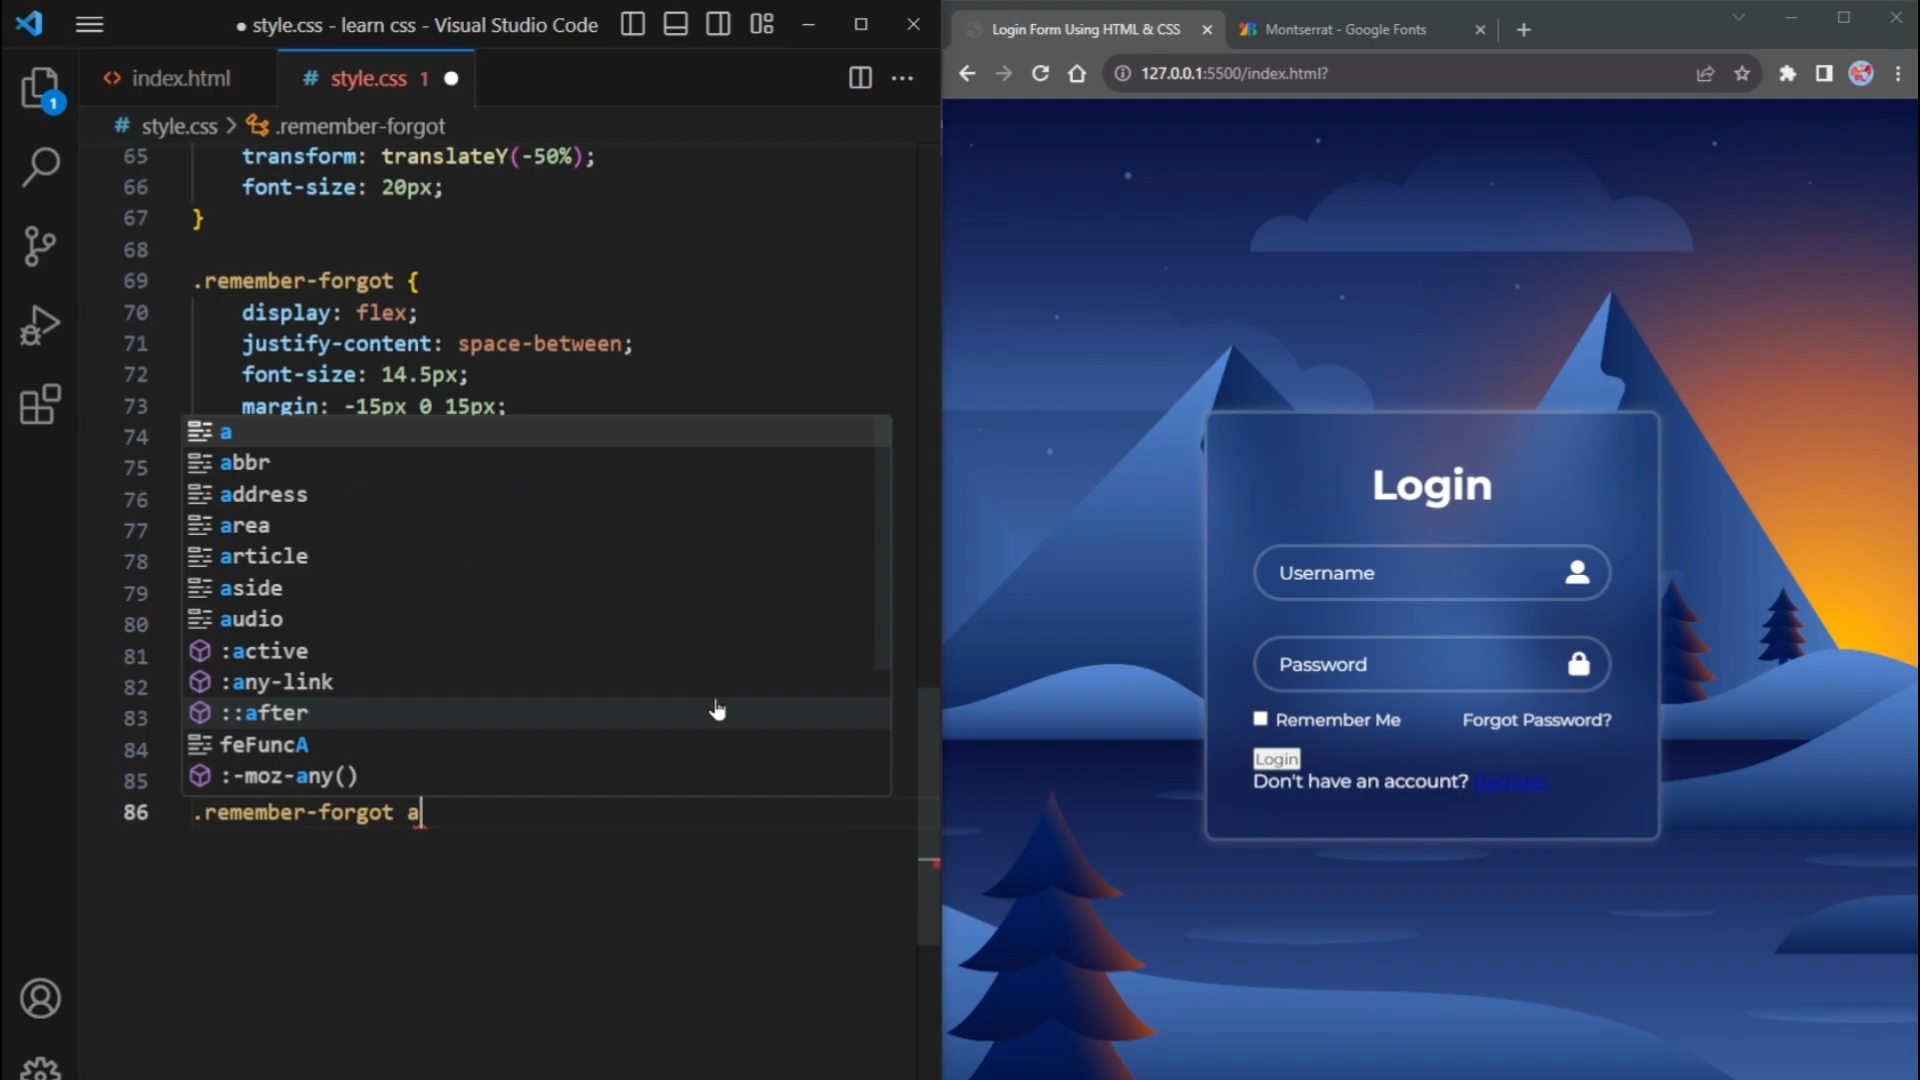 ● style.css - learn css - Visual Studio Code
index.html
# style.css 1
1
# style.css > .remember-forgot
65 transform: translateY(-50%);
66 font-size: 20px;
67 }
68
69 .remember-forgot {
70 display: flex;
71 justify-content: space-between;
72 font-size: 14.5px;
73 margin: -15px 0 15px;
74 a
75 abbr
76 address
77 area
78 article
79 aside
80 audio
81 :active
82 :any-link
83 ::after
84 feFuncA
85 :-moz-any()
86 .remember-forgot a
Login Form Using HTML & CSS
Montserrat - Google Fonts
127.0.0.1:5500/index.html?
Login
Username
Password
Remember Me Forgot Password?
Login
Don't have an account? Register